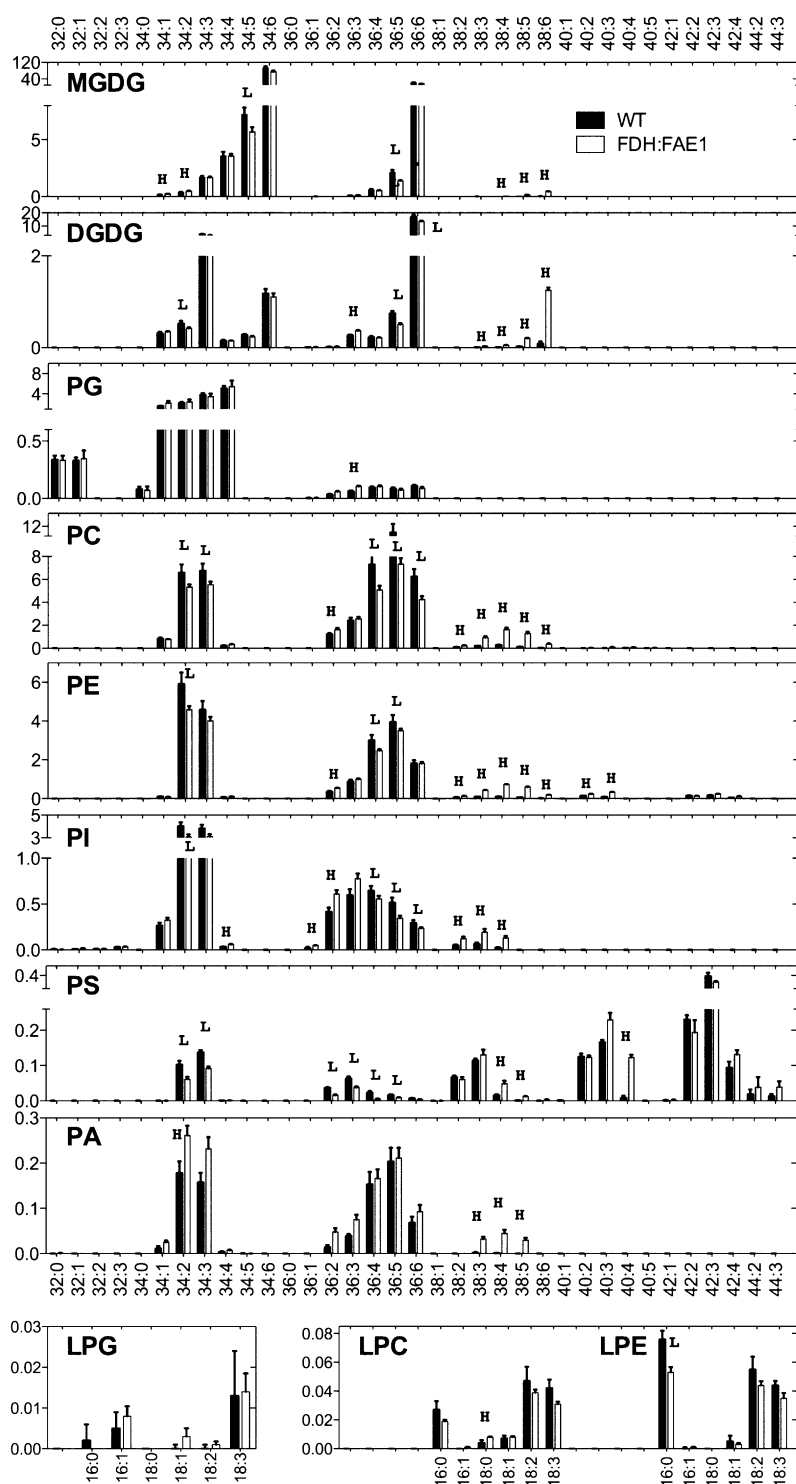 32:0 32:1 32:2 32:3 34:0 34:1 34:2 34:3 34:4 34:5 34:6 36:0 36:1 36:2 36:3 36:4 36:5 36:6 38:1 38:2 38:3 38:4 38:5 38:6 40:1 40:2 40:3 40:4 40:5 42:1 42:2 42:3 42:4 44:2 44:3
120
40
MGDG
L
WT
FDH:FAE1
5
L
H H H H H
0
20
10
DGDG
L
2
H
L L
H H H H
0
8
4
PG
0.5
H
0.0
12
PC
8
L L L L L
6
4
H H H H H H
2
0
PE
6
L
4
L L
2
H H H H H H H H
0
5
3
PI
L
1.0
H L L
0.5
L
H H H H H
0.0
0.4
PS
0.2
L L
H
0.1
L L L L H H
0.0
0.3
PA
H
0.2
0.1
H H H
0.0
32:0 32:1 32:2 32:3 34:0 34:1 34:2 34:3 34:4 34:5 34:6 36:0 36:1 36:2 36:3 36:4 36:5 36:6 38:1 38:2 38:3 38:4 38:5 38:6 40:1 40:2 40:3 40:4 40:5 42:1 42:2 42:3 42:4 44:2 44:3
0.03
LPG
0.02
0.01
0.00
16:0 16:1 18:0 18:1 18:2 18:3
0.08
LPC LPE
L
0.06
0.04
H
0.02
0.00
16:0 16:1 18:0 18:1 18:2 18:3 16:0 16:1 18:0 18:1 18:2 18:3